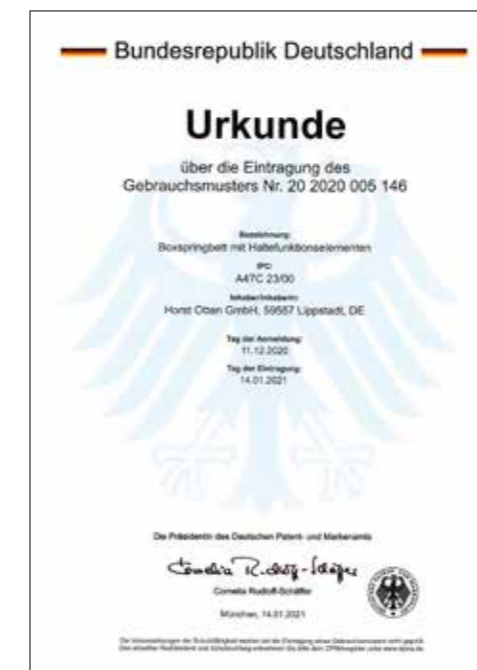 Bundesrepublik Deutschland
Urkunde
über die Eintragung des
Gebrauchsmusters Nr. 20 2020 005 146
Bezeichnung:
Boxspringbett mit Haltefunktionselementen
IPC:
A47C 23/00
Inhaber/Inhaberin:
Horst Otten GmbH, 59557 Lippstadt, DE
Tag der Anmeldung:
11.12.2020
Tag der Eintragung:
14.01.2021
Die Präsidentin des Deutschen Patent- und Markenamts
Cornelia Rudloff-Schäffer
München, 14.01.2021